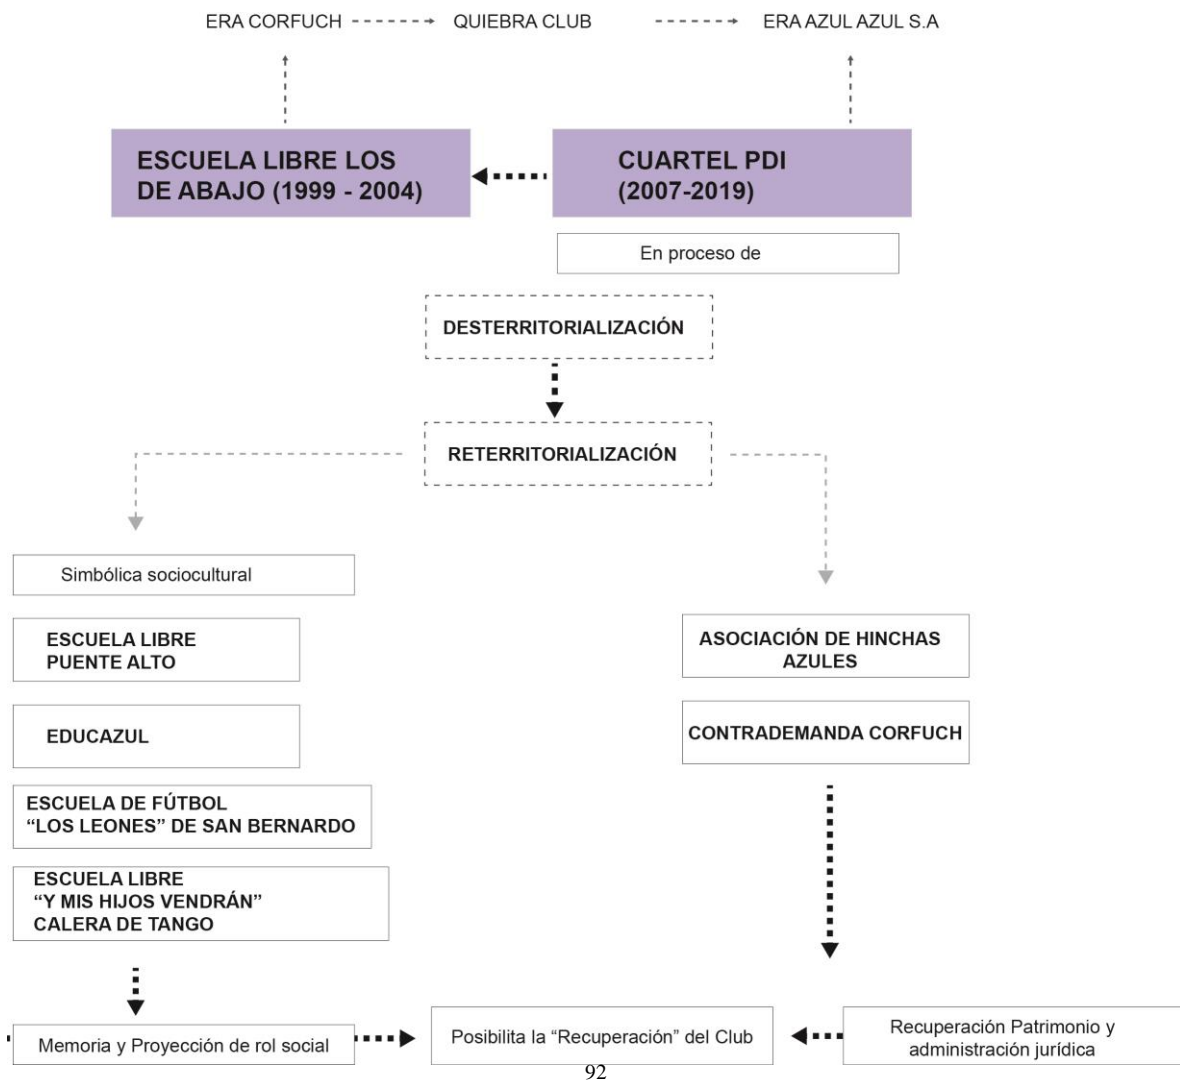 ERA CORFUCH
QUIEBRA CLUB
ERA AZUL AZUL S.A
ESCUELA LIBRE LOS
DE ABAJO (1999 - 2004)
CUARTEL PDI
(2007-2019)
En proceso de
DESTERRITORIALIZACIÓN
RETERRITORIALIZACIÓN
Simbólica sociocultural
ESCUELA LIBRE
PUENTE ALTO
EDUCAZUL
ESCUELA DE FÚTBOL
“LOS LEONES” DE SAN BERNARDO
ESCUELA LIBRE
“Y MIS HIJOS VENDRÁN”
CALERA DE TANGO
ASOCIACIÓN DE HINCHAS
AZULES
CONTRADEMANDA CORFUCH
Memoria y Proyección de rol social
Posibilita la “Recuperación” del Club
Recuperación Patrimonio y
administración jurídica
92